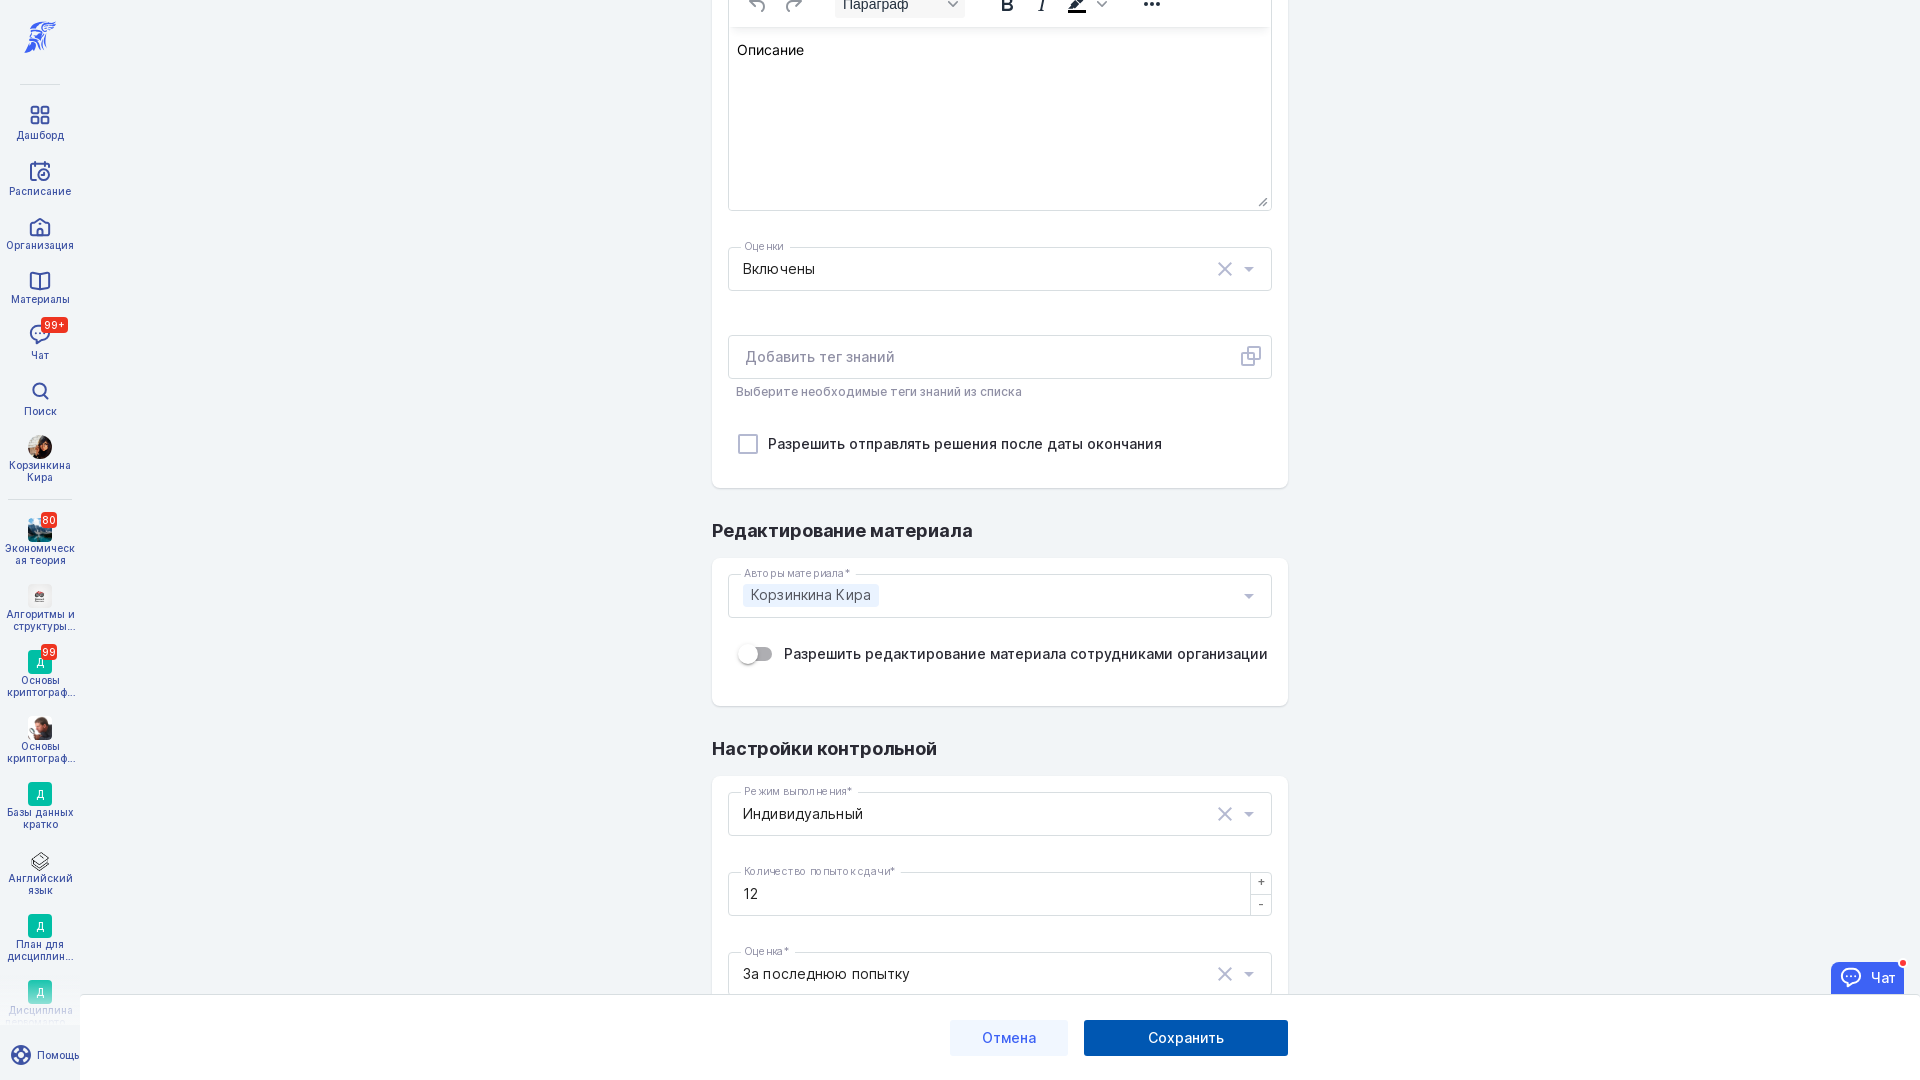 Параграф
B
I
Описание
Оценки
Включены
Добавить тег знаний
Выберите необходимые теги знаний из списка
Разрешить отправлять решения после даты окончания
Редактирование материала
Авторы материала*
Корзинкина Кира
Разрешить редактирование материала сотрудниками организации
Настройки контрольной
Режим выполнения*
Индивидуальный
Количество попыток сдачи*
12
+
-
Оценка*
За последнюю попытку
Отмена
Сохранить
Чат
Дашборд
Расписание
Организация
Материалы
99+
Чат
Поиск
Корзинкина
Кира
80
Экономическ
ая теория
Алгоритмы и
структуры...
99
Д
Основы
криптограф...
Основы
криптограф...
Д
Базы данных
кратко
Английский
язык
Д
План для
дисциплин...
Д
Дисциплина
Помощь